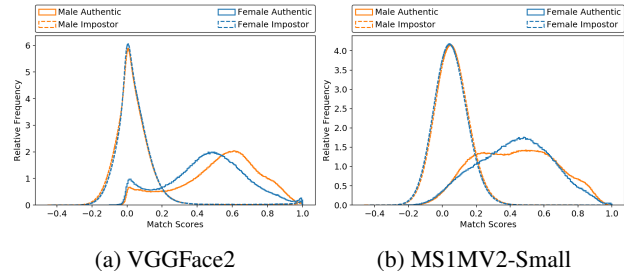 Male Authentic Female Authentic Male Authentic Female Authentic
Male Impostor Female Impostor Male Impostor Female Impostor
Relative Frequency
6
5
4
3
2
1
0
−0.4 −0.2 0.0 0.2 0.4 0.6 0.8 1.0
Match Scores
(a) VGGFace2
Relative Frequency
4.0
3.5
3.0
2.5
2.0
1.5
1.0
0.5
0.0
−0.4 −0.2 0.0 0.2 0.4 0.6 0.8 1.0
Match Scores
(b) MS1MV2-Small